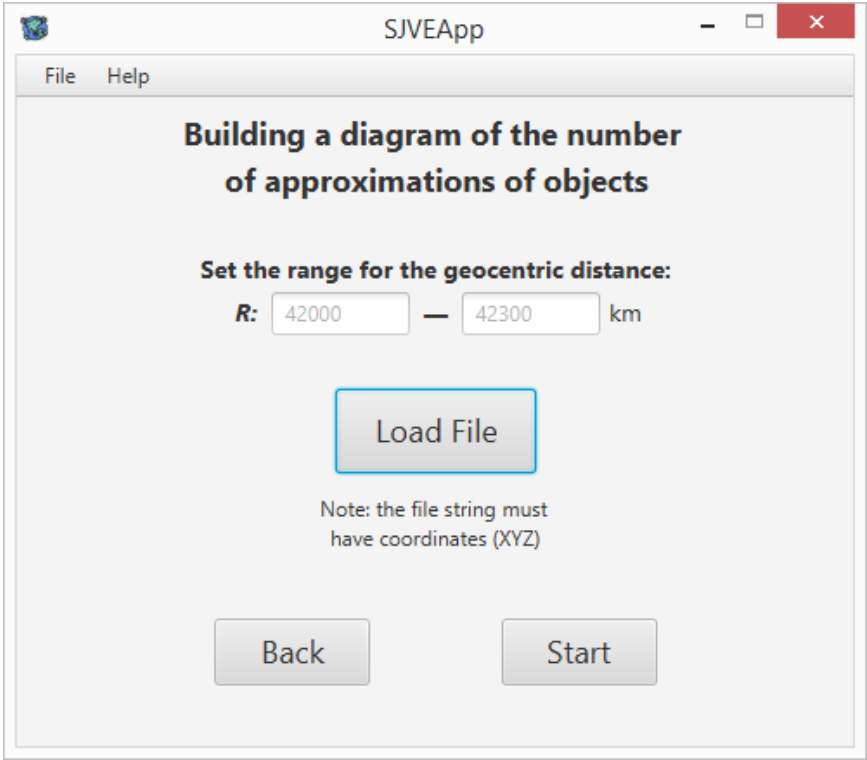 SJVEApp
File Help
Building a diagram of the number
of approximations of objects
Set the range for the geocentric distance:
R: 42000 — 42300 km
Load File
Note: the file string must
have coordinates (XYZ)
Back Start